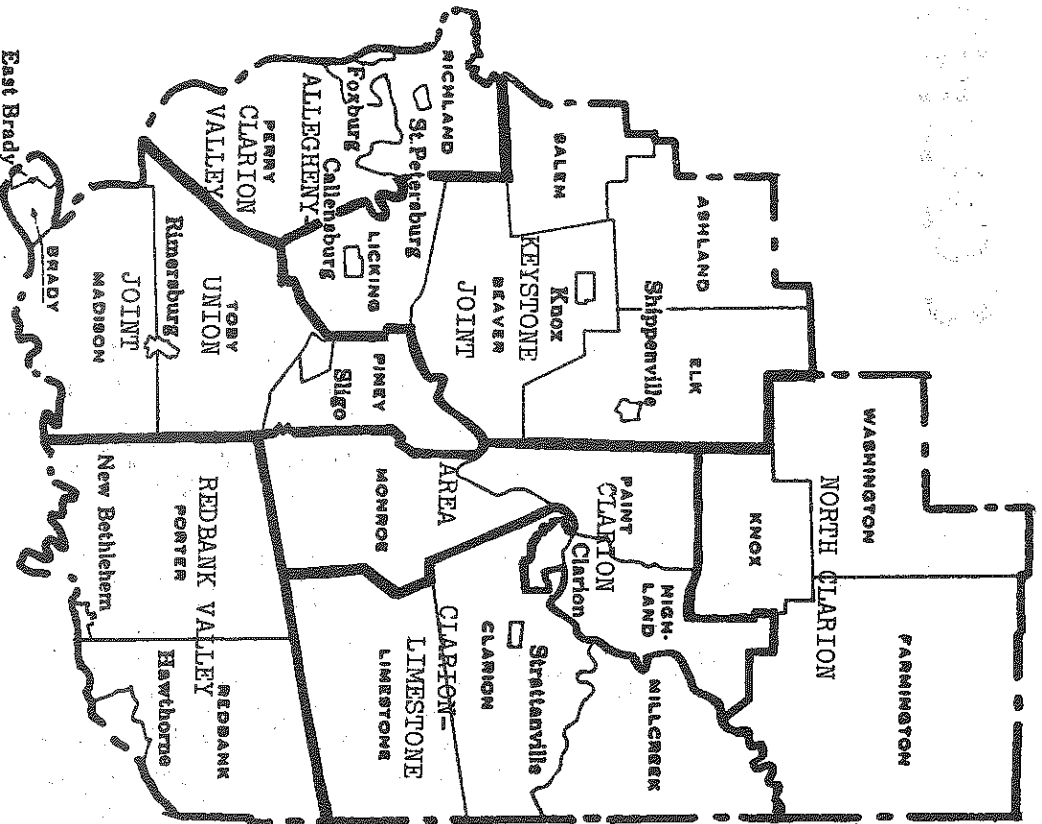 WASHINGTON
FARMINGTON
NORTH CLARION
KNOX
ASHLAND
ELK
Shippenville
SALEM
Knox
KEYSTONE
BEAVER
JOINT
PAINT
CLARION
HIGH-
LAND
MILLCREEK
Clarion
Strattanville
CLARION
AREA
CLARION-
LIMESTONE
LIMESTONE
MONROE
RICHLAND
St.Petersburg
Foxburg
ALLEGHENY-
CLARION
VALLEY
PERRY
Callensburg
LICKING
PINEY
Sligo
TOBY
UNION
Rimersburg
JOINT
MADISON
BRADY
East Brady
REDBANK VALLEY
PORTER
New Bethlehem
REDBANK
Hawthorne